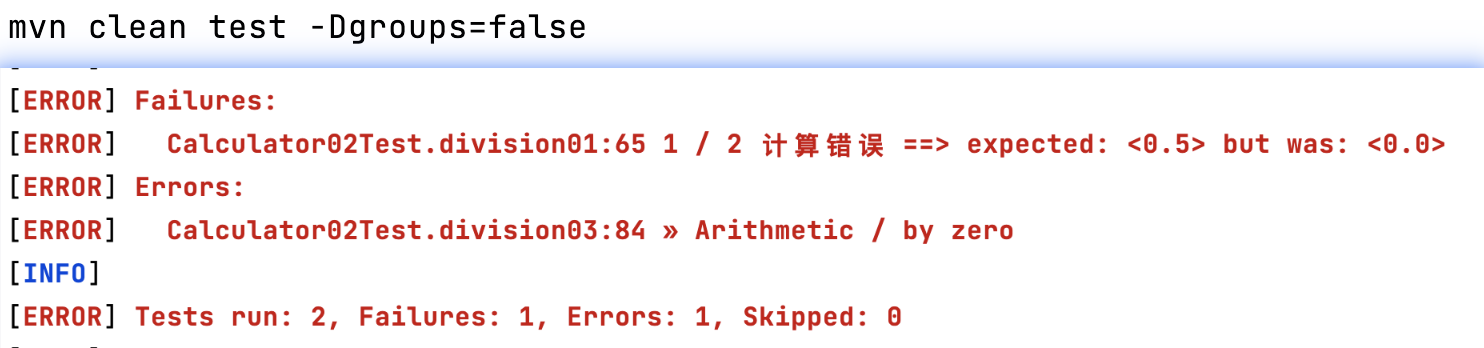 mvn clean test -Dgroups=false
[ERROR] Failures:
[ERROR]   Calculator02Test.division01:65 1 / 2 计算错误 ==> expected: <0.5> but was: <0.0>
[ERROR] Errors:
[ERROR]   Calculator02Test.division03:84 » Arithmetic / by zero
[INFO]
[ERROR] Tests run: 2, Failures: 1, Errors: 1, Skipped: 0